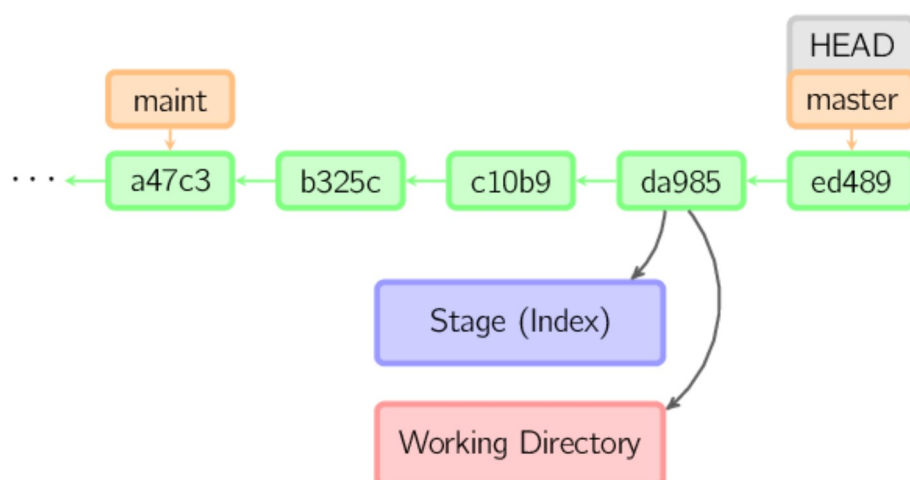 HEAD
maint
master
... a47c3 b325c c10b9 da985 ed489
Stage (Index)
Working Directory